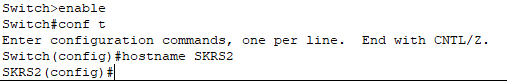 Switch>enable
Switch#conf t
Enter configuration commands, one per line.  End with CNTL/Z.
Switch(config)#hostname SKRS2
SKRS2(config)#